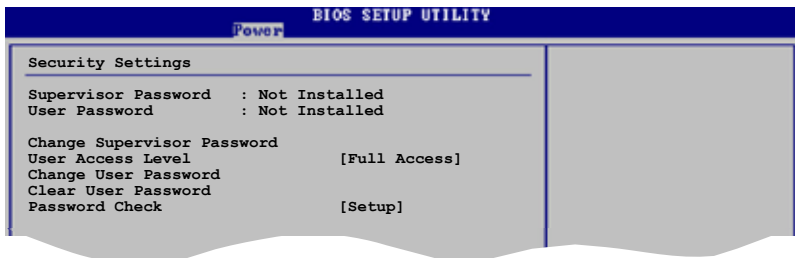 BIOS SETUP UTILITY
Power
Security Settings
Supervisor Password : Not Installed
User Password : Not Installed
Change Supervisor Password
User Access Level [Full Access]
Change User Password
Clear User Password
Password Check [Setup]